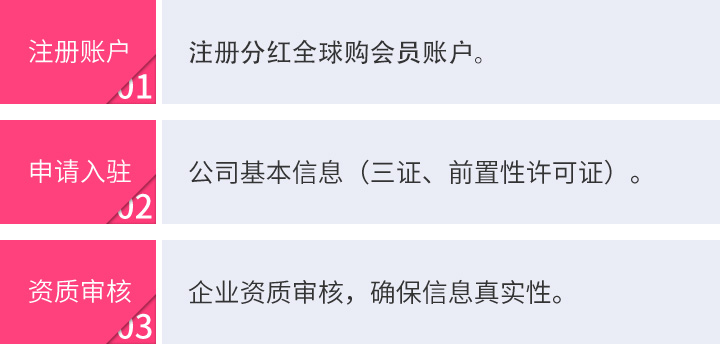 注册账户
01
注册分红全球购会员账户。
申请入驻
02
公司基本信息（三证、前置性许可证）。
资质审核
03
企业资质审核，确保信息真实性。